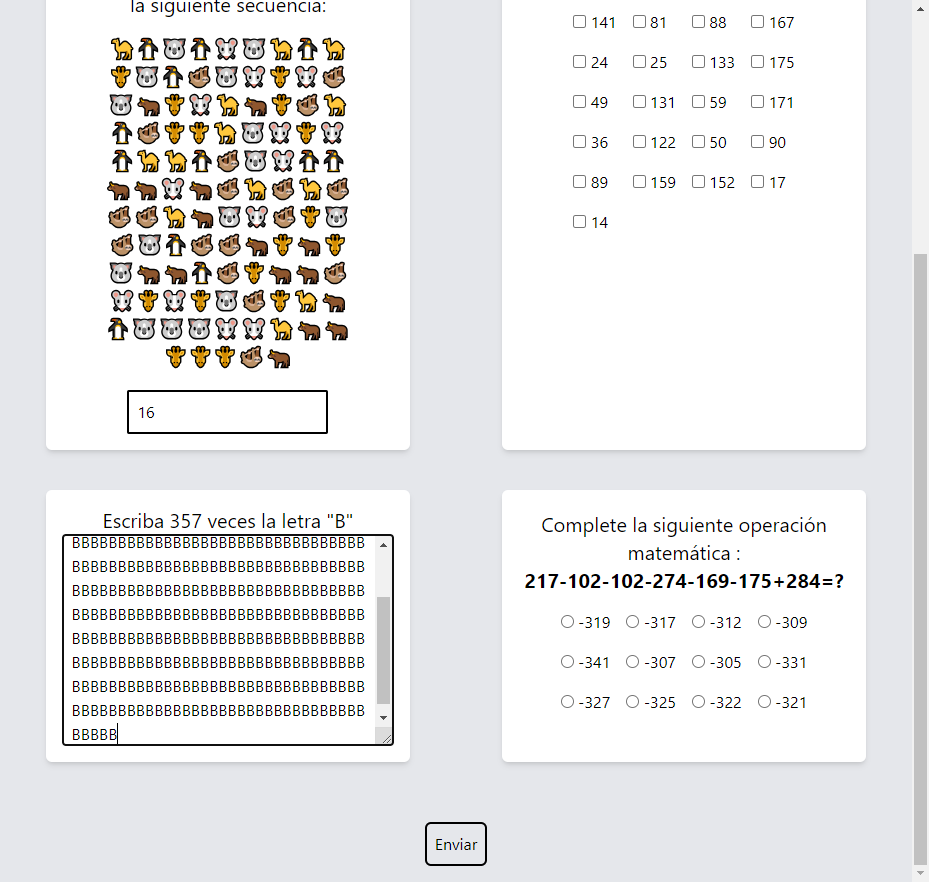 la siguiente secuencia:
16
141 81 88 167
24 25 133 175
49 131 59 171
36 122 50 90
89 159 152 17
14
Escriba 357 veces la letra "B"
BBBBBBBBBBBBBBBBBBBBBBBBBBBBBBBB
BBBBBBBBBBBBBBBBBBBBBBBBBBBBBBBB
BBBBBBBBBBBBBBBBBBBBBBBBBBBBBBBB
BBBBBBBBBBBBBBBBBBBBBBBBBBBBBBBB
BBBBBBBBBBBBBBBBBBBBBBBBBBBBBBBB
BBBBBBBBBBBBBBBBBBBBBBBBBBBBBBBB
BBBBBBBBBBBBBBBBBBBBBBBBBBBBBBBB
BBBBBBBBBBBBBBBBBBBBBBBBBBBBBBBB
BBBBB
Complete la siguiente operación
matemática :
217-102-102-274-169-175+284=?
-319 -317 -312 -309
-341 -307 -305 -331
-327 -325 -322 -321
Enviar